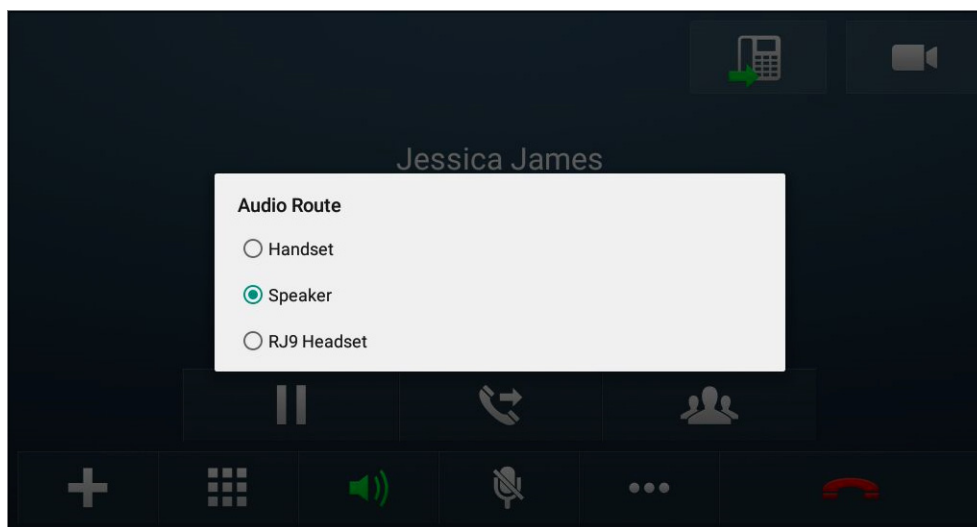 Jessica James
Audio Route
Handset
Speaker
RJ9 Headset